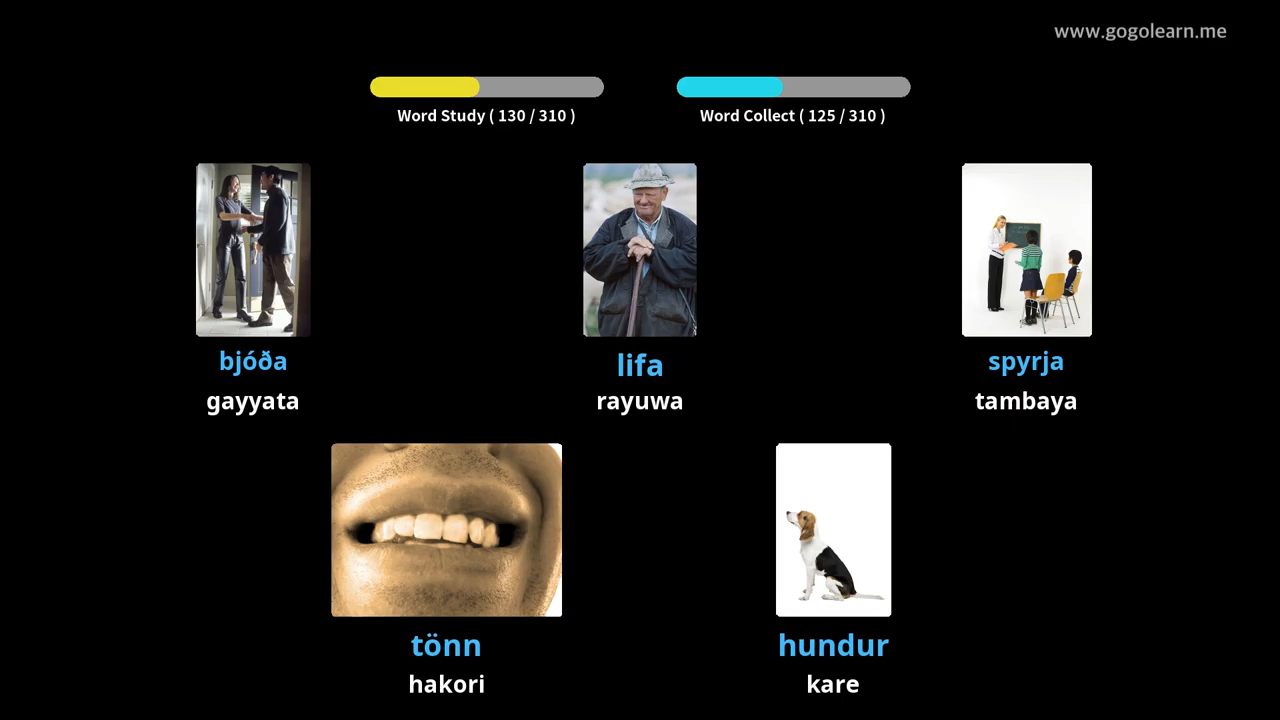 www.gogolearn.me
Word Study ( 130 / 310 )
Word Collect ( 125 / 310 )
bjóða
gayyata
lifa
rayuwa
spyrja
tambaya
tönn
hakori
hundur
kare